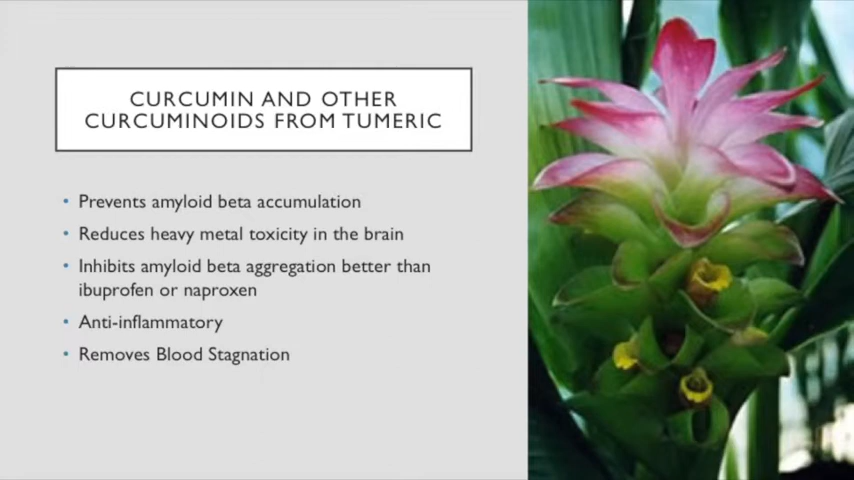 CURCUMIN AND OTHER
CURCUMINOIDS FROM TUMERIC
• Prevents amyloid beta accumulation
• Reduces heavy metal toxicity in the brain
• Inhibits amyloid beta aggregation better than
ibuprofen or naproxen
• Anti-inflammatory
• Removes Blood Stagnation